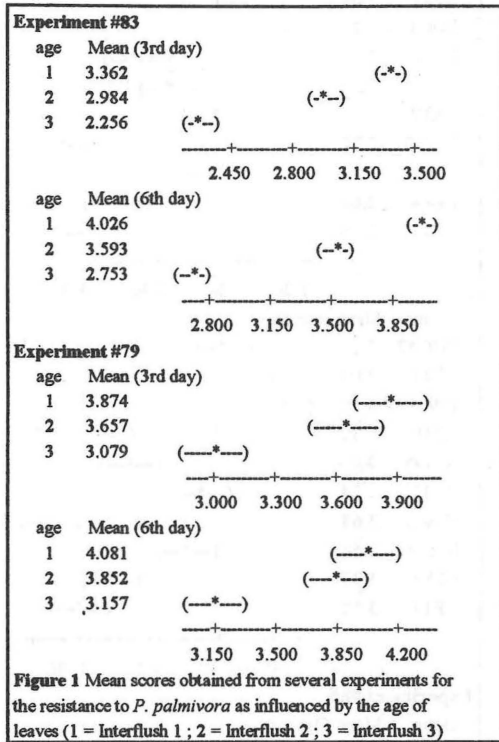 Experiment #83
age Mean (3rd day)
1 3.362 (-*-)
2 2.984 (-*--)
3 2.256 (-*--)
--------+---------+---------+---------+----
2.450 2.800 3.150 3.500
age Mean (6th day)
1 4.026 (-*-)
2 3.593 (--*-)
3 2.753 (--*-)
----+---------+---------+---------+-------
2.800 3.150 3.500 3.850
Experiment #79
age Mean (3rd day)
1 3.874 (-----*-----)
2 3.657 (-----*-----)
3 3.079 (-----*----)
-----+---------+---------+---------+------
3.000 3.300 3.600 3.900
age Mean (6th day)
1 4.081 (-----*----)
2 3.852 (----*----)
3 3.157 (----*----)
-----+---------+---------+---------+------
3.150 3.500 3.850 4.200
Figure 1 Mean scores obtained from several experiments for
the resistance to P. palmivora as influenced by the age of
leaves (1 = Interflush 1 ; 2 = Interflush 2 ; 3 = Interflush 3)